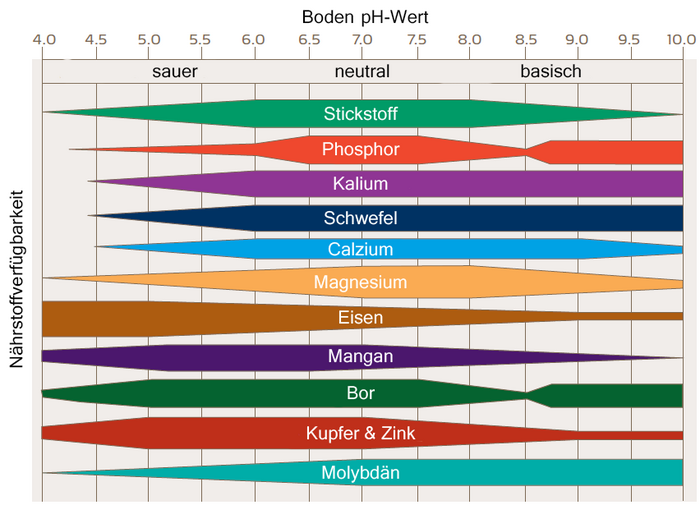 Boden pH-Wert
4.0 4.5 5.0 5.5 6.0 6.5 7.0 7.5 8.0 8.5 9.0 9.5 10.0
sauer neutral basisch
Nährstoffverfügbarkeit
Stickstoff
Phosphor
Kalium
Schwefel
Calzium
Magnesium
Eisen
Mangan
Bor
Kupfer & Zink
Molybdän